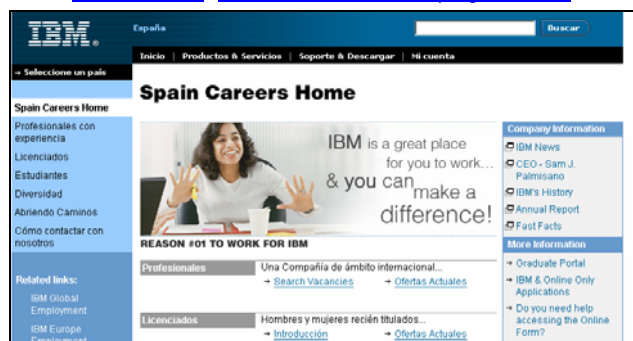 IBM
España
Buscar
Inicio | Productos & Servicios | Soporte & Descargar | Mi cuenta
→ Seleccione un país
Spain Careers Home
Profesionales con
experiencia
Licenciados
Estudiantes
Diversidad
Abriendo Caminos
Cómo contactar con
nosotros
Related links:
IBM Global
Employment
IBM Europe
Spain Careers Home
IBM is a great place
for you to work...
& you can make a
difference!
REASON #01 TO WORK FOR IBM
Profesionales
Una Compañía de ámbito internacional...
→ Search Vacancies → Ofertas Actuales
Licenciados
Hombres y mujeres recién titulados...
→ Introducción → Ofertas Actuales
Company Information
IBM News
CEO - Sam J.
Palmisano
IBM's History
Annual Report
Fast Facts
More Information
→ Graduate Portal
→ IBM & Online Only
Applications
→ Do you need help
accessing the Online
Form?